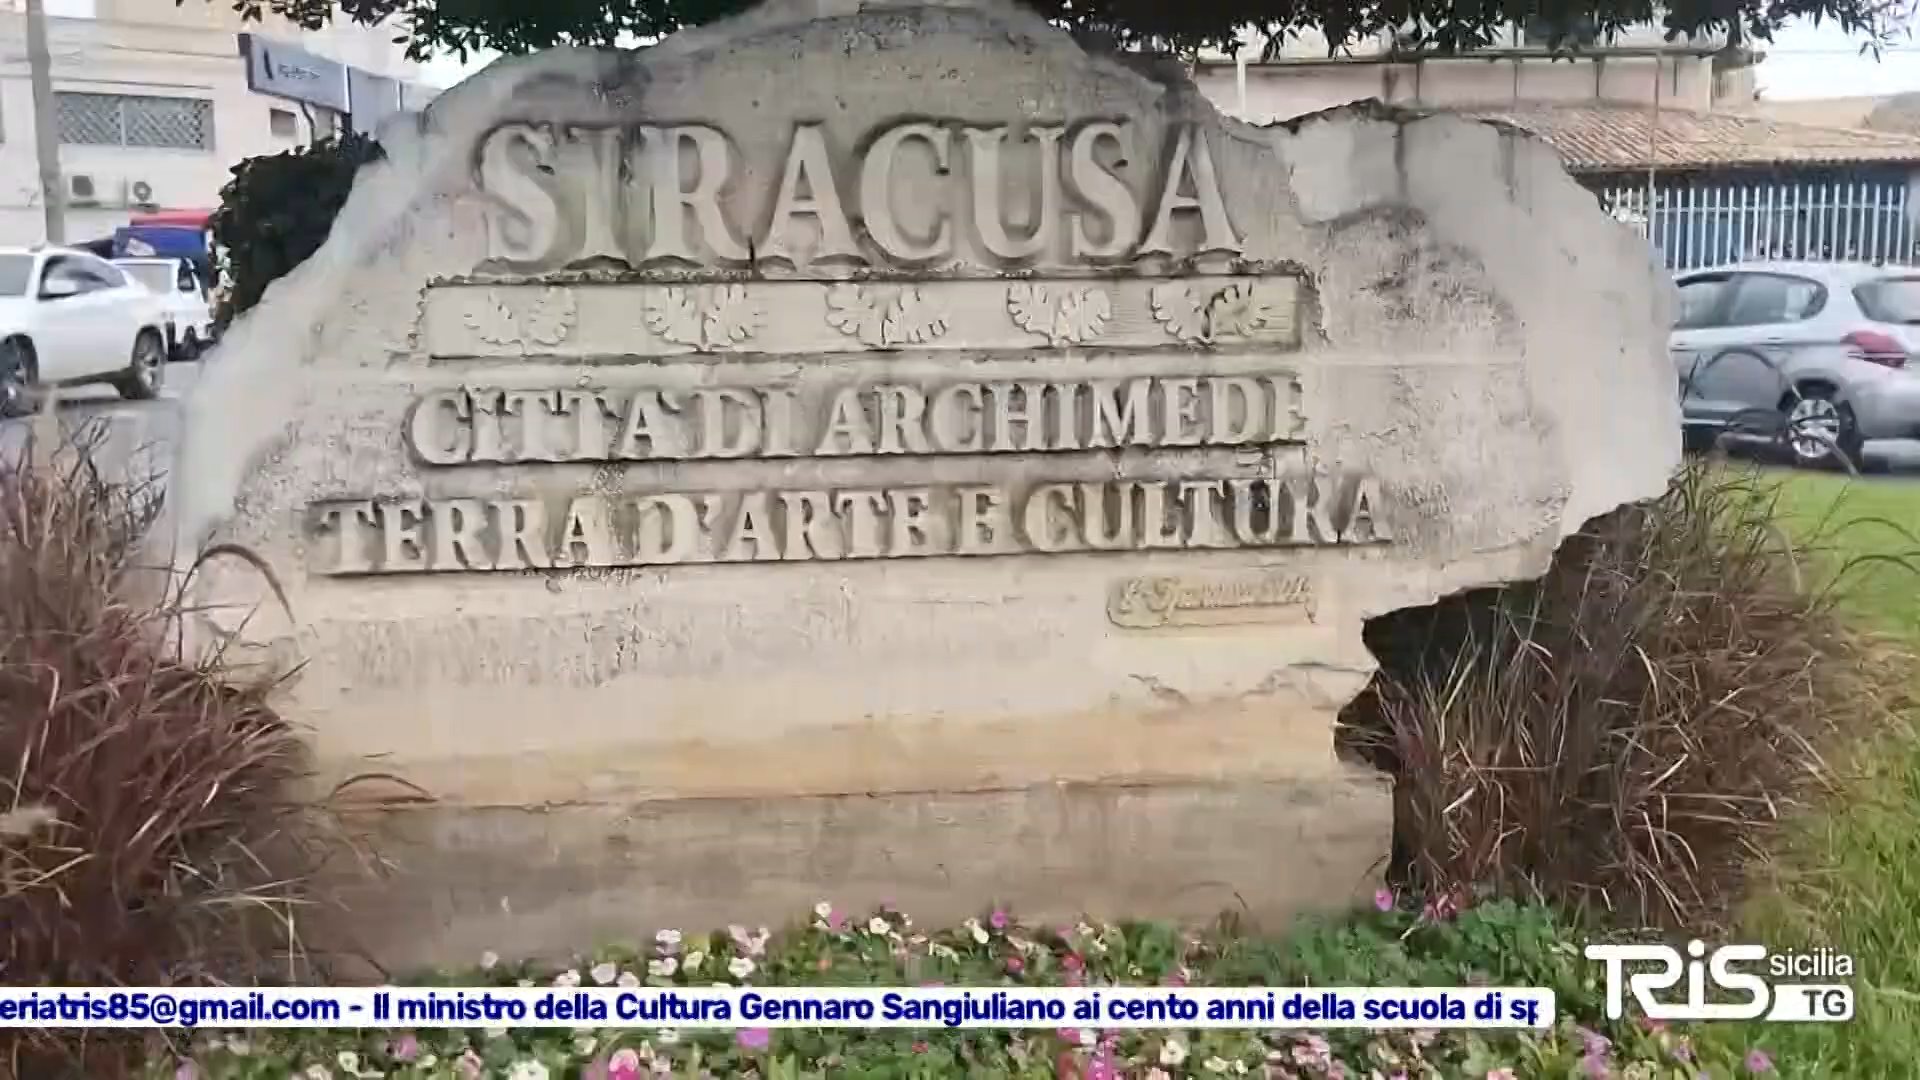 SIRACUSA
CITTA' DI ARCHIMEDE
TERRA D'ARTE E CULTURA
eriatris85@gmail.com - Il ministro della Cultura Gennaro Sangiuliano ai cento anni della scuola di sp
TRIS sicilia
TG